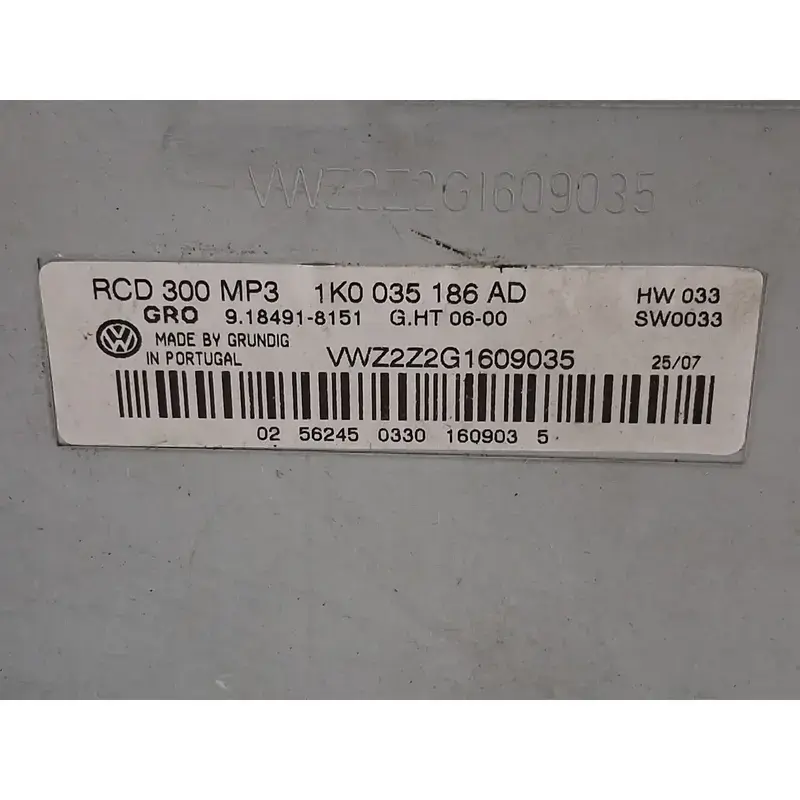 VWZ2Z2G1609035
RCD 300 MP3 1K0 035 186 AD HW 033
GRO 9.18491-8151 G.HT 06-00 SW0033
VW MADE BY GRUNDIG
IN PORTUGAL VWZ2Z2G1609035 25/07
02 56245 0330 160903 5